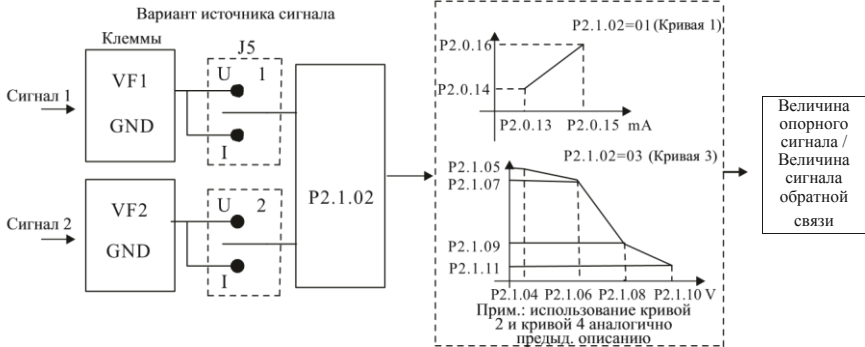 Вариант источника сигнала
Клеммы
J5
Сигнал 1
VF1
GND
U 1
I
Сигнал 2
VF2
GND
U 2
I
P2.1.02
P2.0.16
P2.1.02=01 (Кривая 1)
P2.0.14
P2.0.13 P2.0.15 mA
P2.1.02=03 (Кривая 3)
P2.1.05
P2.1.07
P2.1.09
P2.1.11
P2.1.04 P2.1.06 P2.1.08 P2.1.10 V
Прим.: использование кривой
2 и кривой 4 аналогично
предыд. описанию
Величина
опорного
сигнала /
Величина
сигнала
обратной
связи